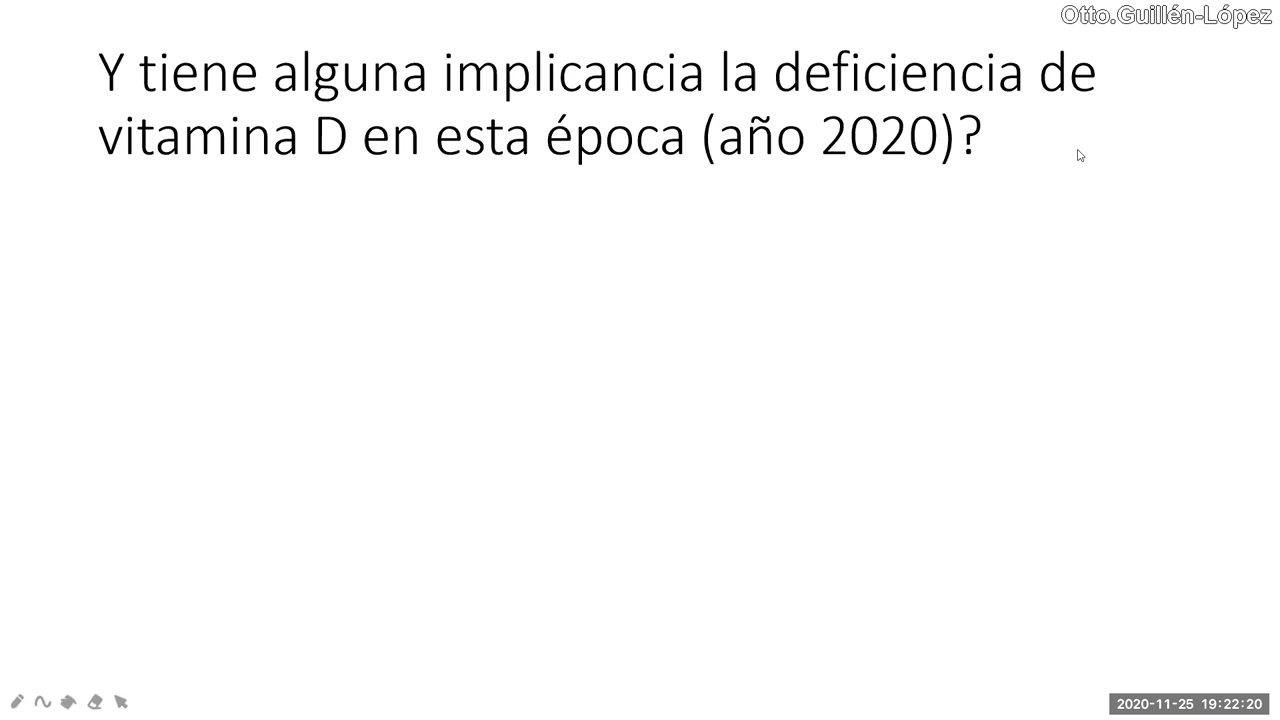 Otto.Guillén-López
Y tiene alguna implicancia la deficiencia de
vitamina D en esta época (año 2020)?
2020-11-25 19:22:20